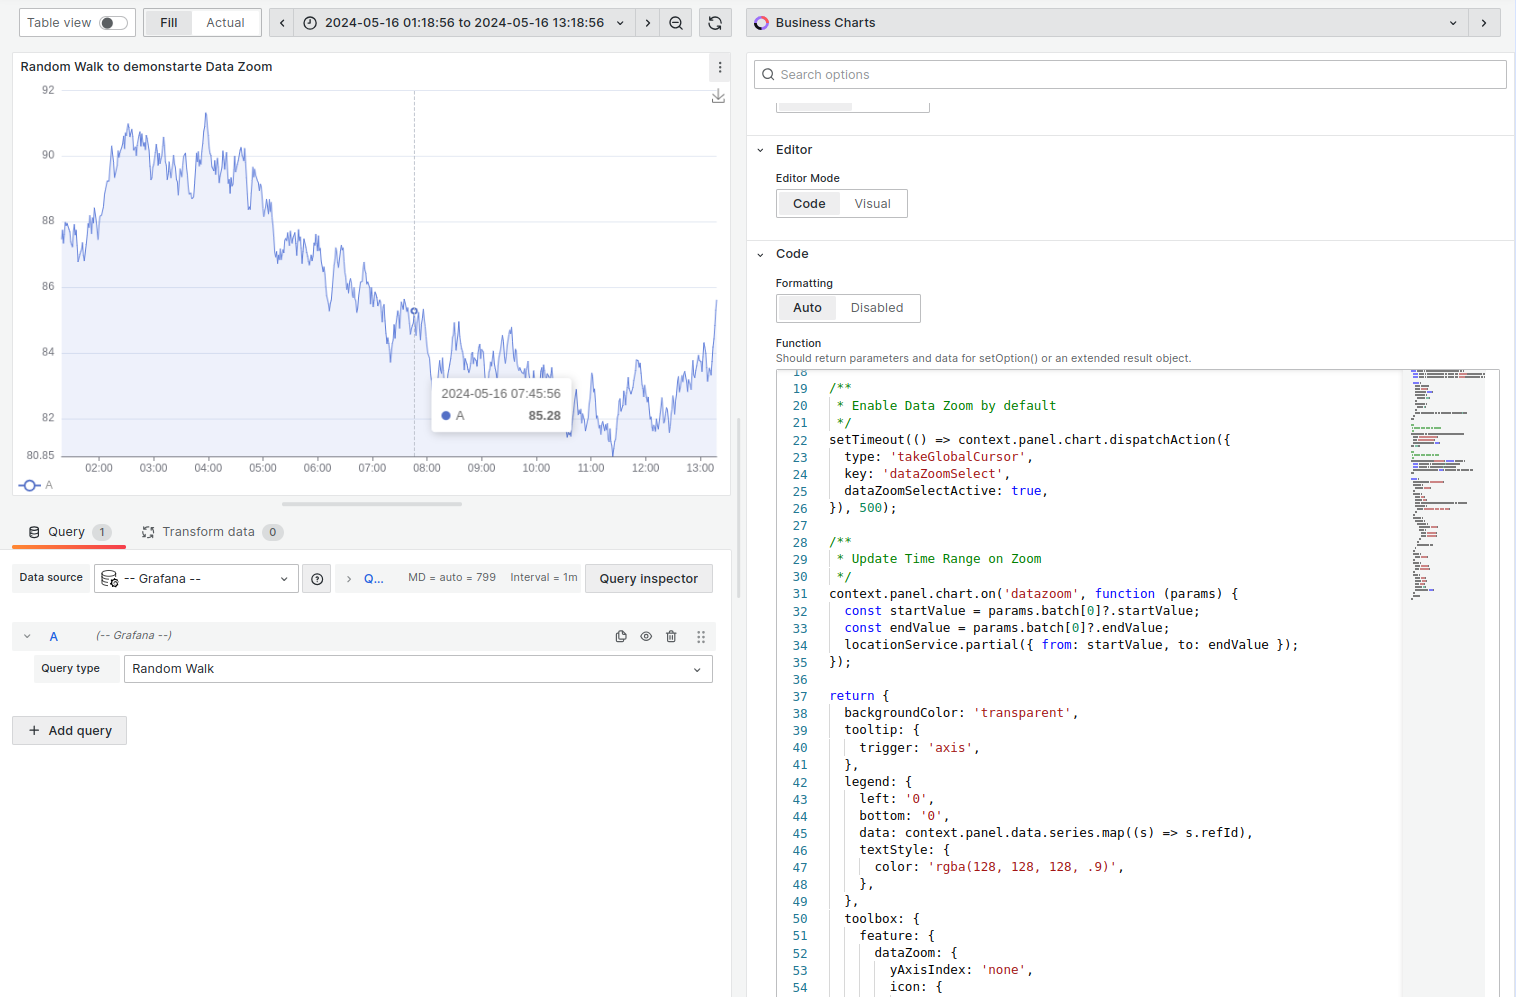 Table view
Fill
Actual
2024-05-16 01:18:56 to 2024-05-16 13:18:56
Business Charts
Random Walk to demonstarte Data Zoom
92
90
88
86
84
82
80.85
02:00 03:00 04:00 05:00 06:00 07:00 08:00 09:00 10:00 11:00 12:00 13:00
2024-05-16 07:45:56
A 85.28
A
Query 1
Transform data 0
Data source
-- Grafana --
Q...
MD = auto = 799
Interval = 1m
Query inspector
A (-- Grafana --)
Query type
Random Walk
+ Add query
Search options
Editor
Editor Mode
Code
Visual
Code
Formatting
Auto
Disabled
Function
Should return parameters and data for setOption() or an extended result object.
18
19 /**
20  * Enable Data Zoom by default
21  */
22 setTimeout(() => context.panel.chart.dispatchAction({
23   type: 'takeGlobalCursor',
24   key: 'dataZoomSelect',
25   dataZoomSelectActive: true,
26 }), 500);
27
28 /**
29  * Update Time Range on Zoom
30  */
31 context.panel.chart.on('datazoom', function (params) {
32   const startValue = params.batch[0]?.startValue;
33   const endValue = params.batch[0]?.endValue;
34   locationService.partial({ from: startValue, to: endValue });
35 });
36
37 return {
38   backgroundColor: 'transparent',
39   tooltip: {
40     trigger: 'axis',
41   },
42   legend: {
43     left: '0',
44     bottom: '0',
45     data: context.panel.data.series.map((s) => s.refId),
46     textStyle: {
47       color: 'rgba(128, 128, 128, .9)',
48     },
49   },
50   toolbox: {
51     feature: {
52       dataZoom: {
53         yAxisIndex: 'none',
54         icon: {